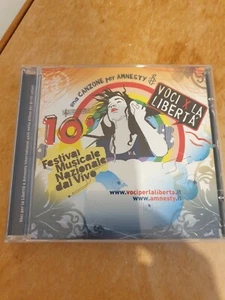 una CANZONE per AMNESTY
VOCI X LA
LIBERTÀ
10°
Festival
Musicale
Nazionale
dal Vivo
www.vociperlaliberta.it
www.amnesty.it